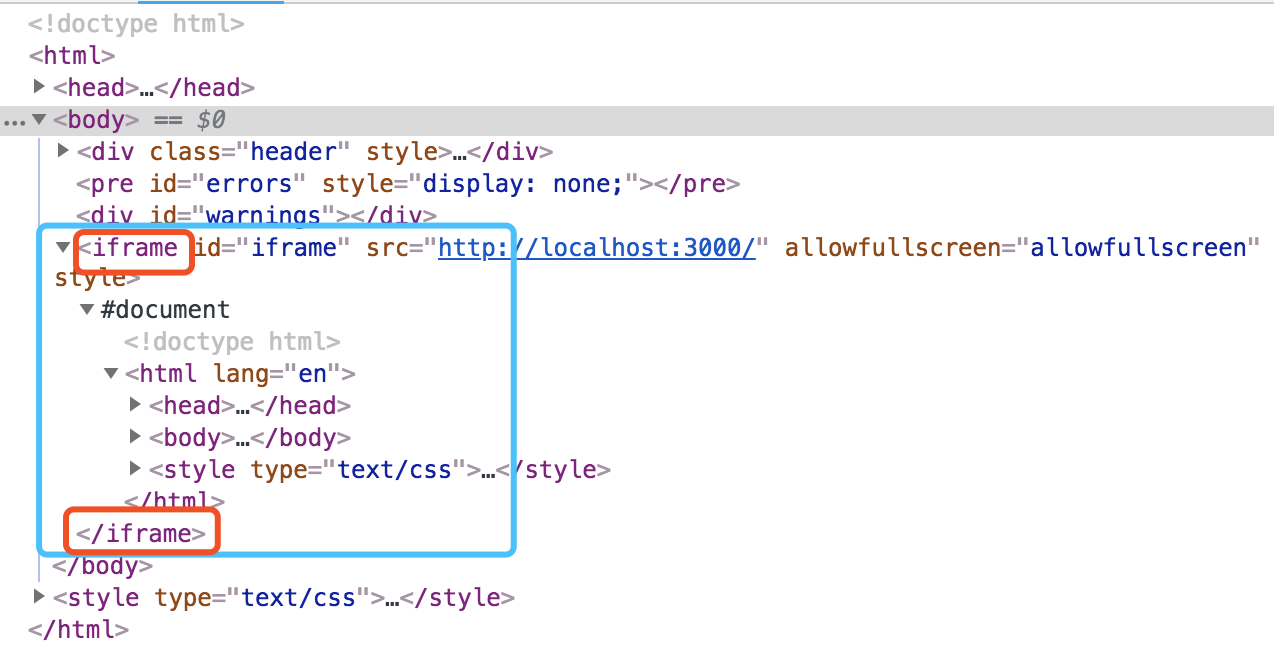 <!doctype html>
<html>
<head>…</head>
... <body> == $0
<div class="header" style>…</div>
<pre id="errors" style="display: none;"></pre>
<div id="warnings"></div>
<iframe id="iframe" src="http://localhost:3000/" allowfullscreen="allowfullscreen"
style>
#document
<!doctype html>
<html lang="en">
<head>…</head>
<body>…</body>
<style type="text/css">…</style>
</html>
</iframe>
</body>
<style type="text/css">…</style>
</html>